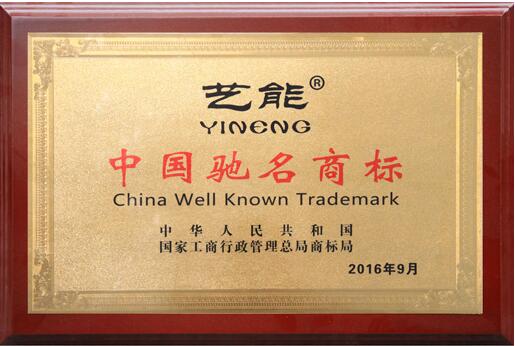 艺能®
YINENG
中国驰名商标
China Well Known Trademark
中华人民共和国
国家工商行政管理总局商标局
2016年9月